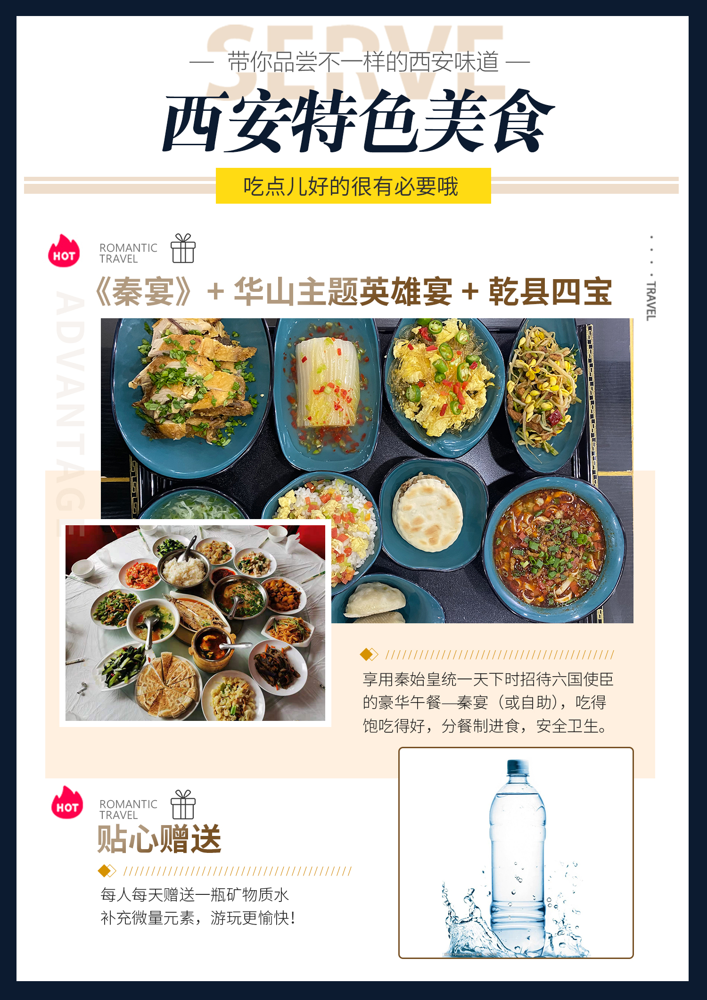 SERVE
— 带你品尝不一样的西安味道 —
西安特色美食
吃点儿好的很有必要哦
HOT
ROMANTIC
TRAVEL
TRAVEL
《秦宴》+ 华山主题英雄宴 + 乾县四宝
ADVANTAGE
享用秦始皇统一天下时招待六国使臣
的豪华午餐—秦宴（或自助），吃得
饱吃得好，分餐制进食，安全卫生。
HOT
ROMANTIC
TRAVEL
贴心赠送
每人每天赠送一瓶矿物质水
补充微量元素，游玩更愉快！